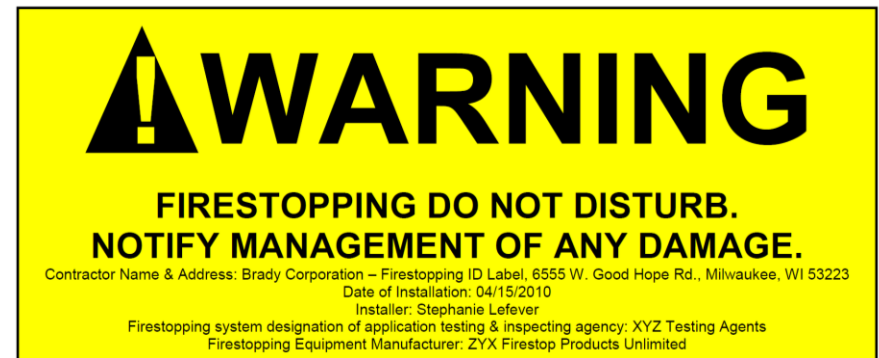 WARNING
FIRESTOPPING DO NOT DISTURB.
NOTIFY MANAGEMENT OF ANY DAMAGE.
Contractor Name & Address: Brady Corporation – Firestopping ID Label, 6555 W. Good Hope Rd., Milwaukee, WI 53223
Date of Installation: 04/15/2010
Installer: Stephanie Lefever
Firestopping system designation of application testing & inspecting agency: XYZ Testing Agents
Firestopping Equipment Manufacturer: ZYX Firestop Products Unlimited